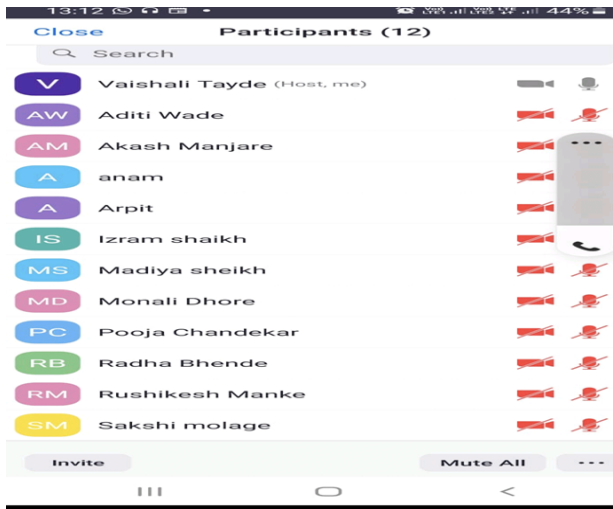 13:12 44%
Close Participants (12)
Search
V Vaishali Tayde (Host, me)
AW Aditi Wade
AM Akash Manjare
A anam
A Arpit
IS Izram shaikh
MS Madiya sheikh
MD Monali Dhore
PC Pooja Chandekar
RB Radha Bhende
RM Rushikesh Manke
SM Sakshi molage
Invite Mute All